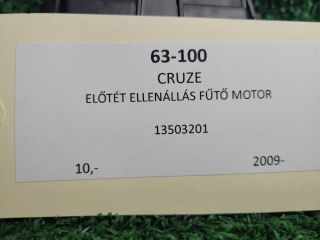 63-100
CRUZE
ELŐTÉT ELLENÁLLÁS FŰTŐ MOTOR
13503201
10,- 2009-